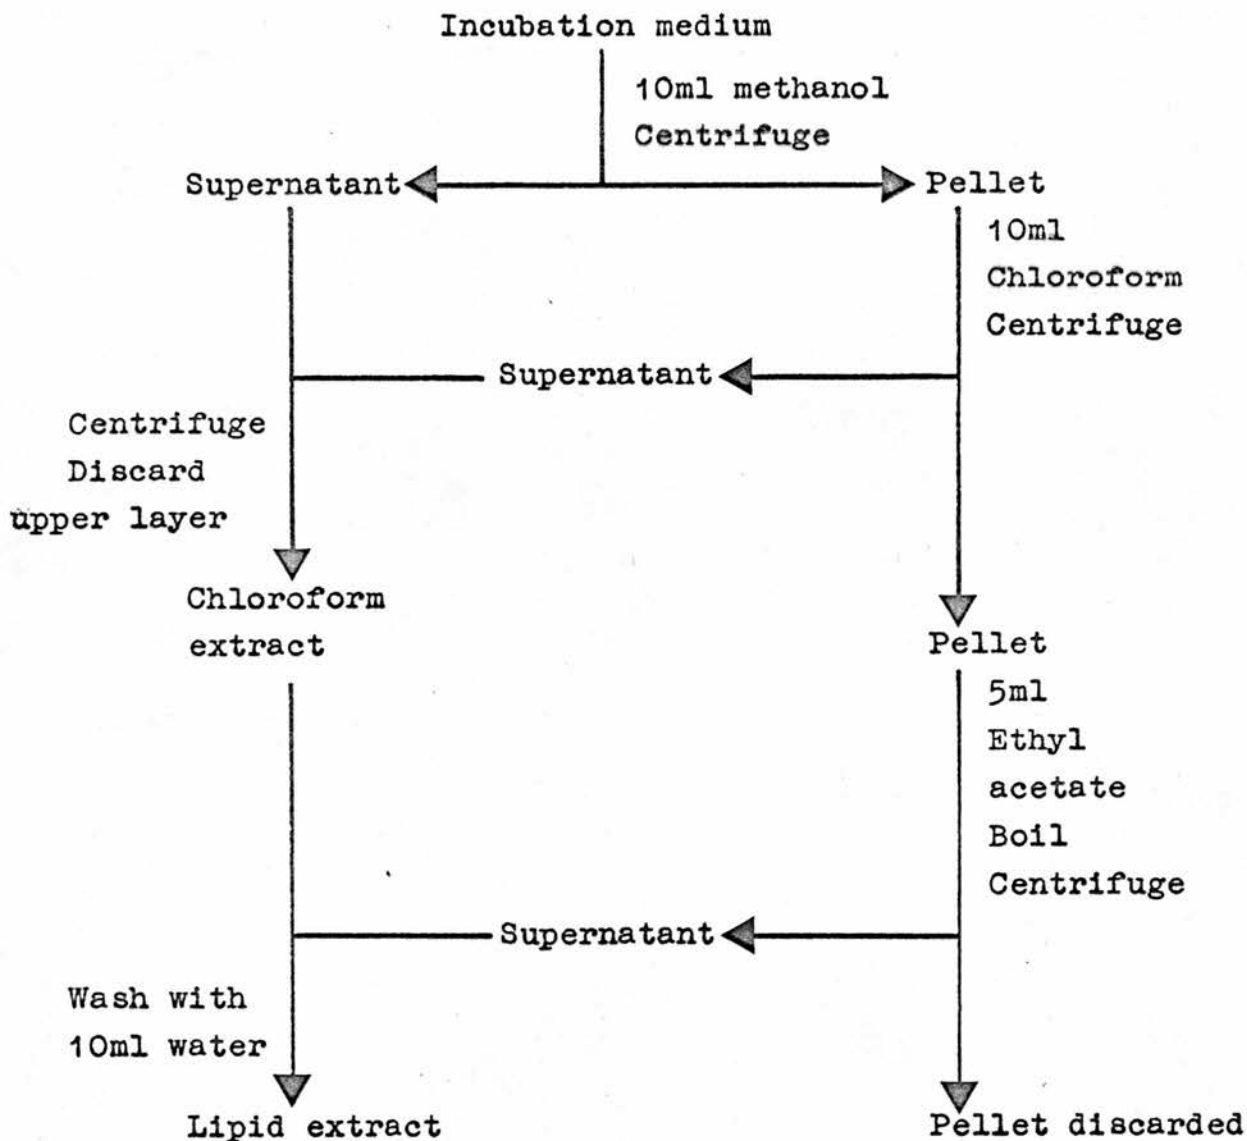 Incubation medium
10ml methanol
Centrifuge
Supernatant
Pellet
10ml
Chloroform
Centrifuge
Supernatant
Centrifuge
Discard
upper layer
Chloroform
extract
Pellet
5ml
Ethyl
acetate
Boil
Centrifuge
Supernatant
Wash with
10ml water
Lipid extract
Pellet discarded